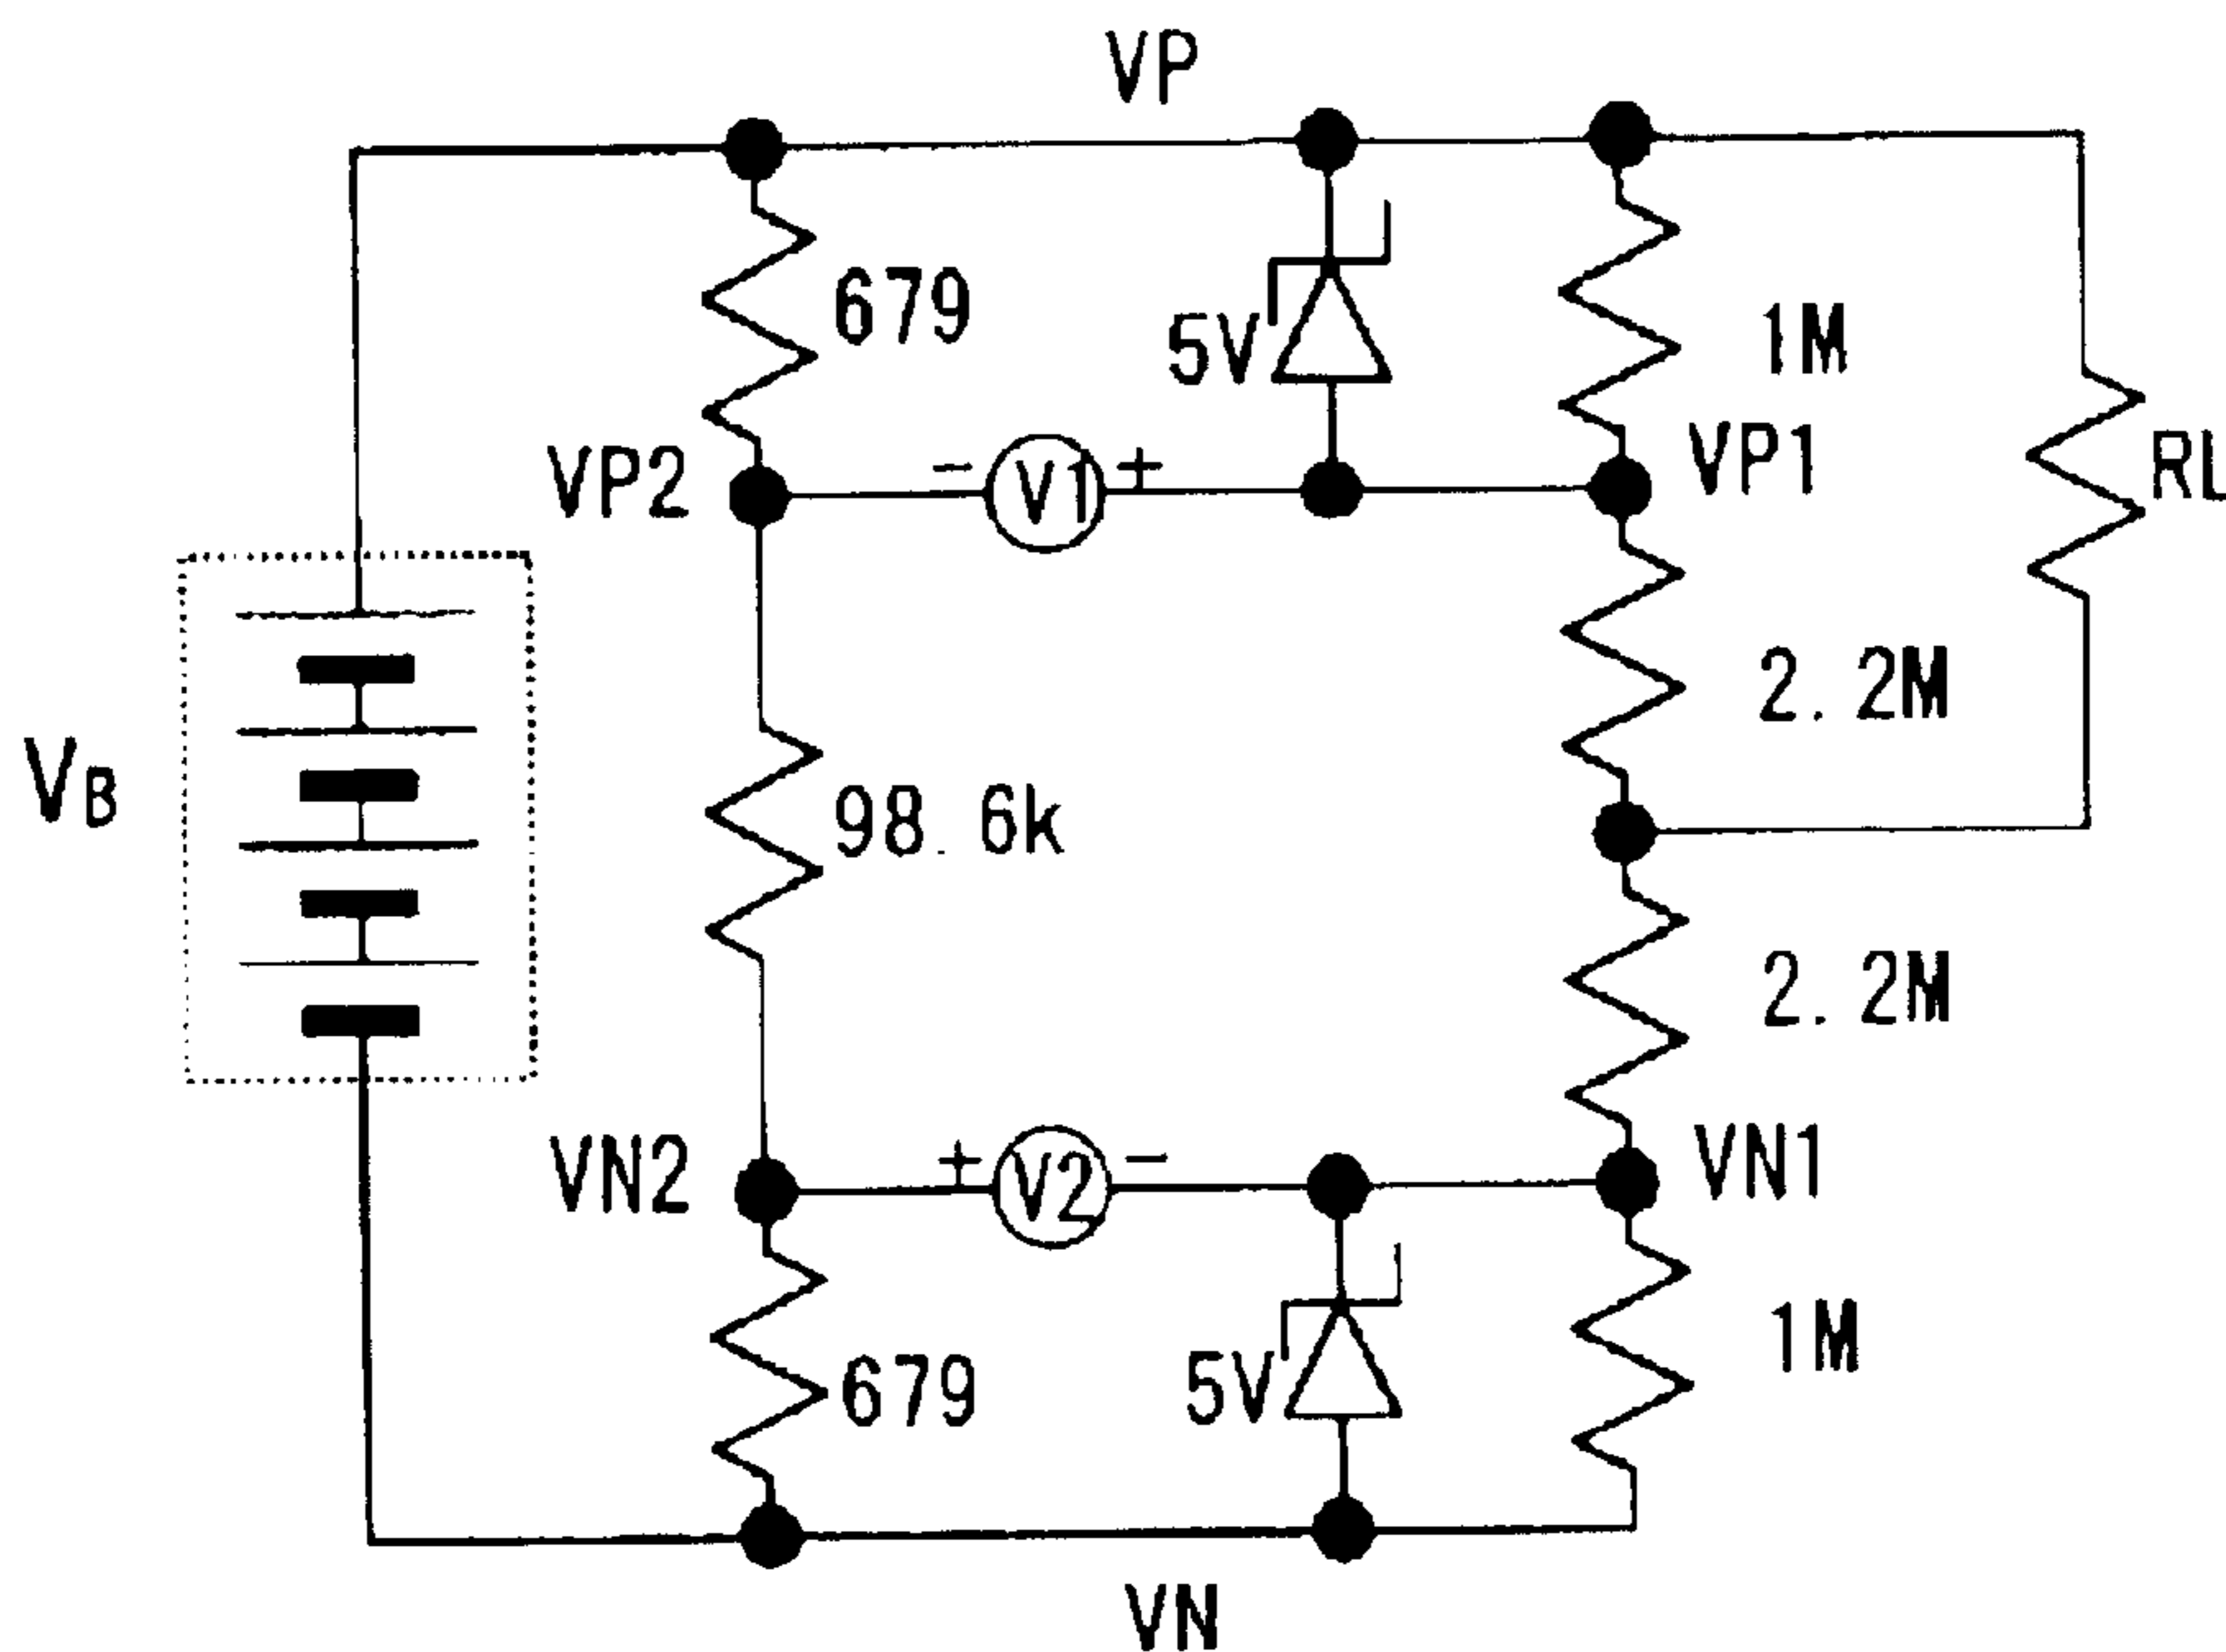 VP
679
5V
1M
VP2
- V1 +
VP1
RL
2.2M
VB
98.6k
2.2M
VN2
+ V2 -
VN1
5V
1M
679
VN